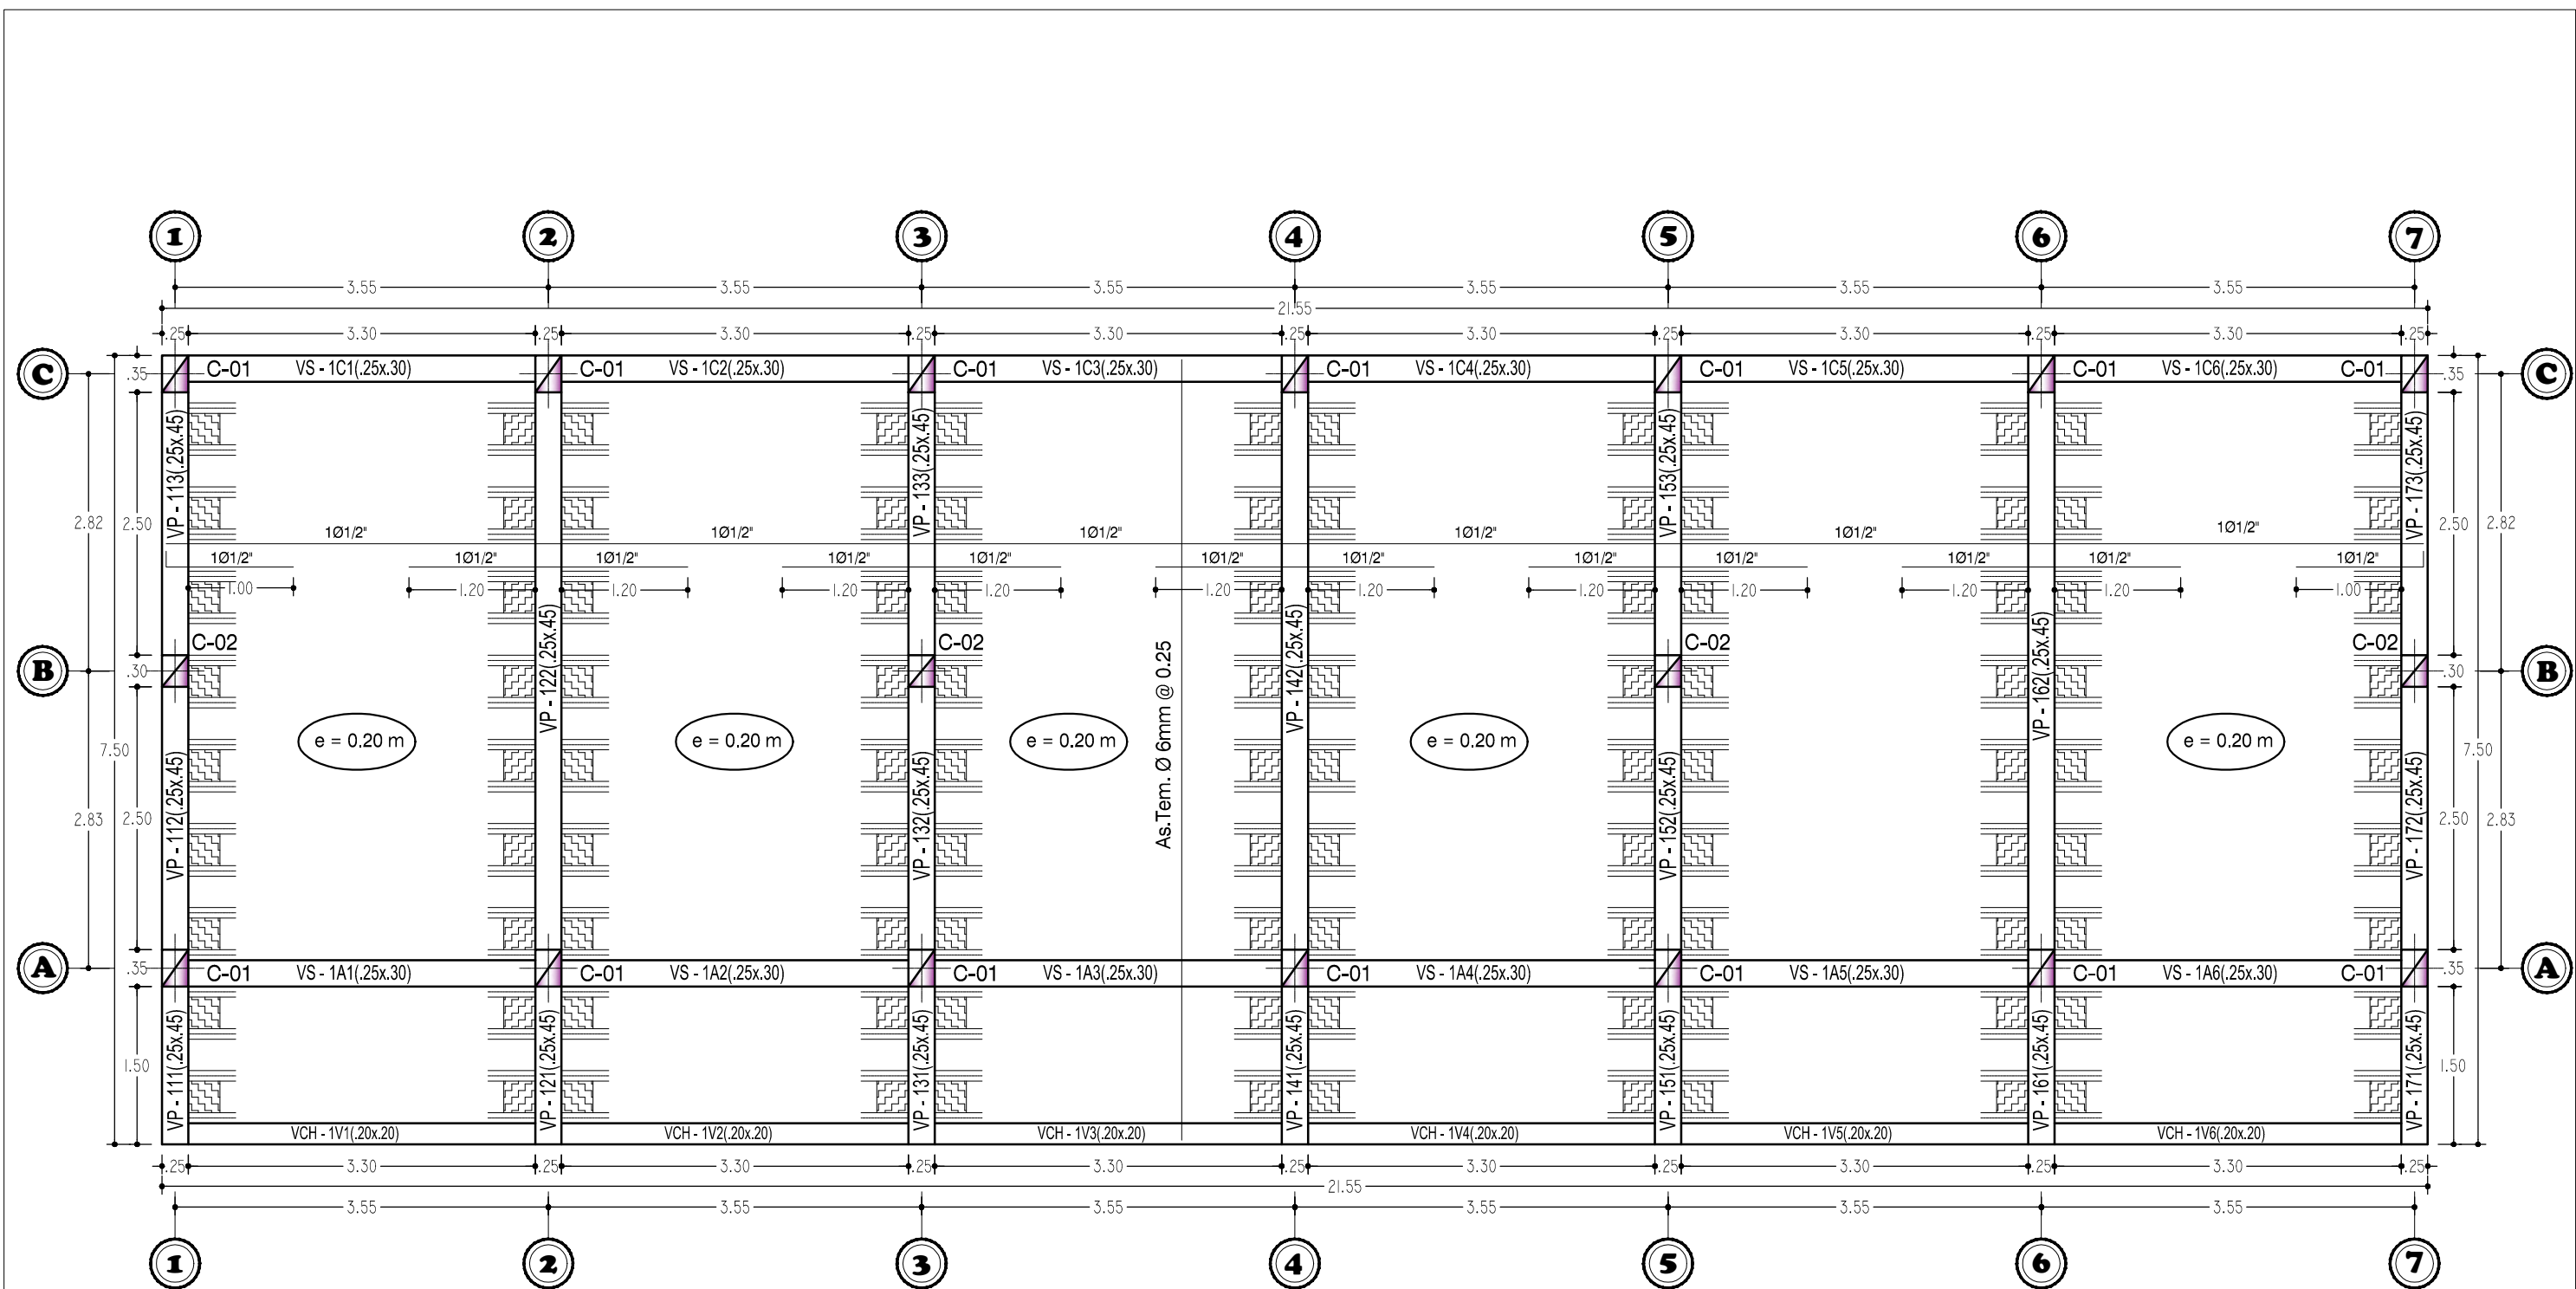 1 2 3 4 5 6 7
3.55 3.55 3.55 3.55 3.55 3.55
21.55
.25 3.30 .25 3.30 .25 3.30 .25 3.30 .25 3.30 .25 3.30 .25
C .35 C-01 VS - 1C1(.25x.30) C-01 VS - 1C2(.25x.30) C-01 VS - 1C3(.25x.30) C-01 VS - 1C4(.25x.30) C-01 VS - 1C5(.25x.30) C-01 VS - 1C6(.25x.30) C-01 .35 C
VP - 113(.25x.45) VP - 133(.25x.45) VP - 153(.25x.45) VP - 173(.25x.45)
2.82 2.50 2.50 2.82
1Ø1/2" 1Ø1/2" 1Ø1/2" 1Ø1/2" 1Ø1/2" 1Ø1/2"
1Ø1/2" 1Ø1/2" 1Ø1/2" 1Ø1/2" 1Ø1/2" 1Ø1/2" 1Ø1/2" 1Ø1/2" 1Ø1/2" 1Ø1/2" 1Ø1/2" 1Ø1/2"
1.00 1.20 1.20 1.20 1.20 1.20 1.20 1.20 1.20 1.20 1.20 1.00
VP - 122(.25x.45) VP - 142(.25x.45) VP - 162(.25x.45)
C-02 C-02 C-02 C-02
B .30 .30 B
As.Tem. Ø 6mm @ 0.25
e = 0.20 m e = 0.20 m e = 0.20 m e = 0.20 m e = 0.20 m
7.50 7.50
VP - 112(.25x.45) VP - 132(.25x.45) VP - 152(.25x.45) VP - 172(.25x.45)
2.83 2.50 2.50 2.83
A .35 C-01 VS - 1A1(.25x.30) C-01 VS - 1A2(.25x.30) C-01 VS - 1A3(.25x.30) C-01 VS - 1A4(.25x.30) C-01 VS - 1A5(.25x.30) C-01 VS - 1A6(.25x.30) C-01 .35 A
1.50 VP - 111(.25x.45) VP - 121(.25x.45) VP - 131(.25x.45) VP - 141(.25x.45) VP - 151(.25x.45) VP - 161(.25x.45) VP - 171(.25x.45) 1.50
VCH - 1V1(.20x.20) VCH - 1V2(.20x.20) VCH - 1V3(.20x.20) VCH - 1V4(.20x.20) VCH - 1V5(.20x.20) VCH - 1V6(.20x.20)
.25 3.30 .25 3.30 .25 3.30 .25 3.30 .25 3.30 .25 3.30 .25
21.55
3.55 3.55 3.55 3.55 3.55 3.55
1 2 3 4 5 6 7